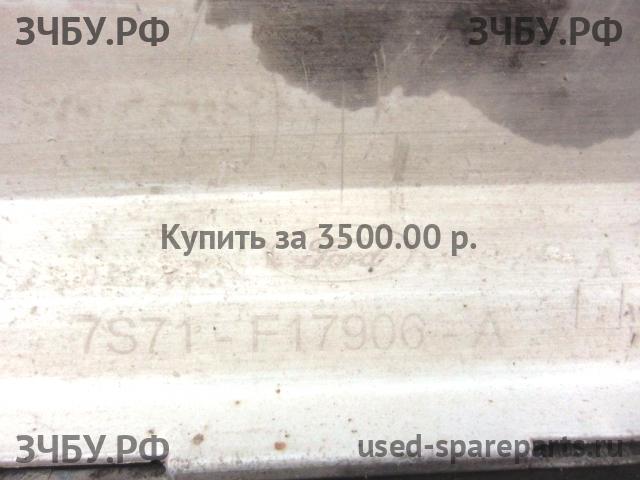 ЗЧБУ.РФ ЗЧБУ.РФ
Купить за 3500.00 р.
Ford
A
7S71 - F17906 - A
ЗЧБУ.РФ used-spareparts.ru